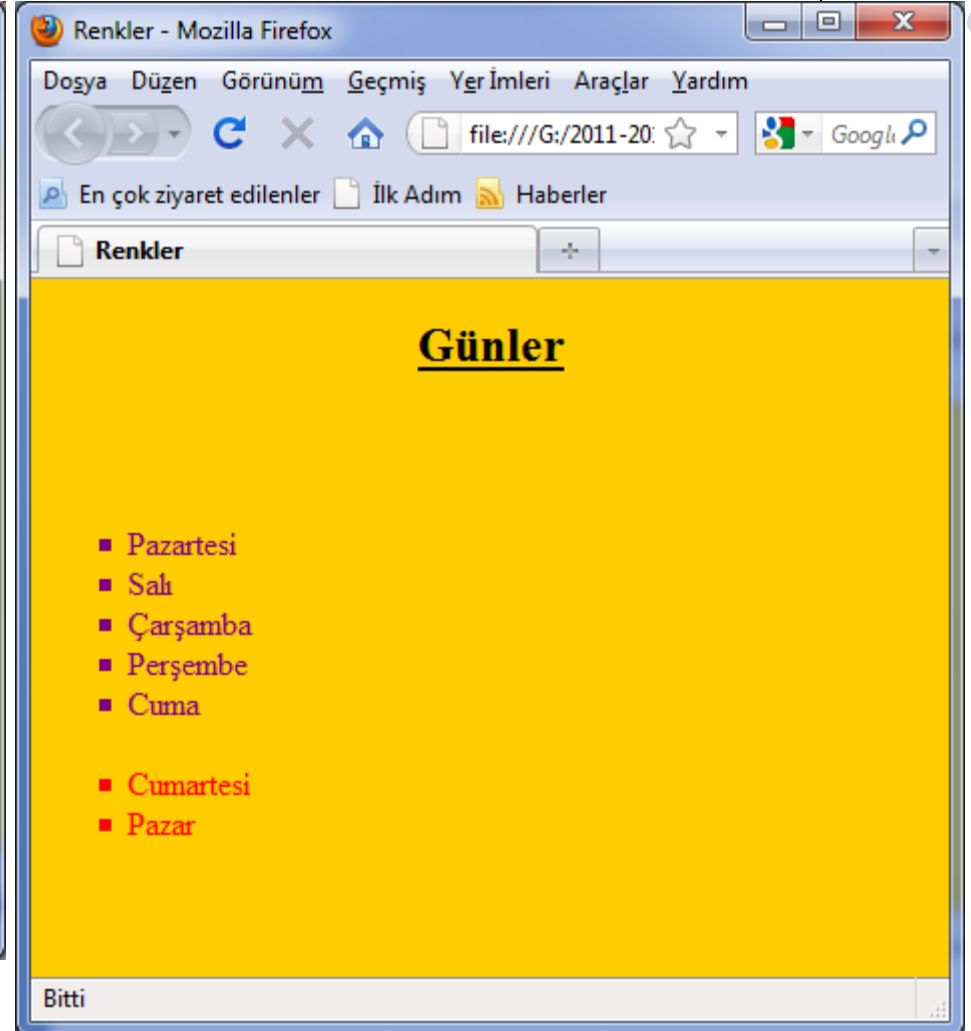 Renkler - Mozilla Firefox
Dosya Düzen Görünüm Geçmiş Yer İmleri Araçlar Yardım
file:///G:/2011-20 Google
En çok ziyaret edilenler İlk Adım Haberler
Renkler
Günler
Pazartesi
Salı
Çarşamba
Perşembe
Cuma
Cumartesi
Pazar
Bitti